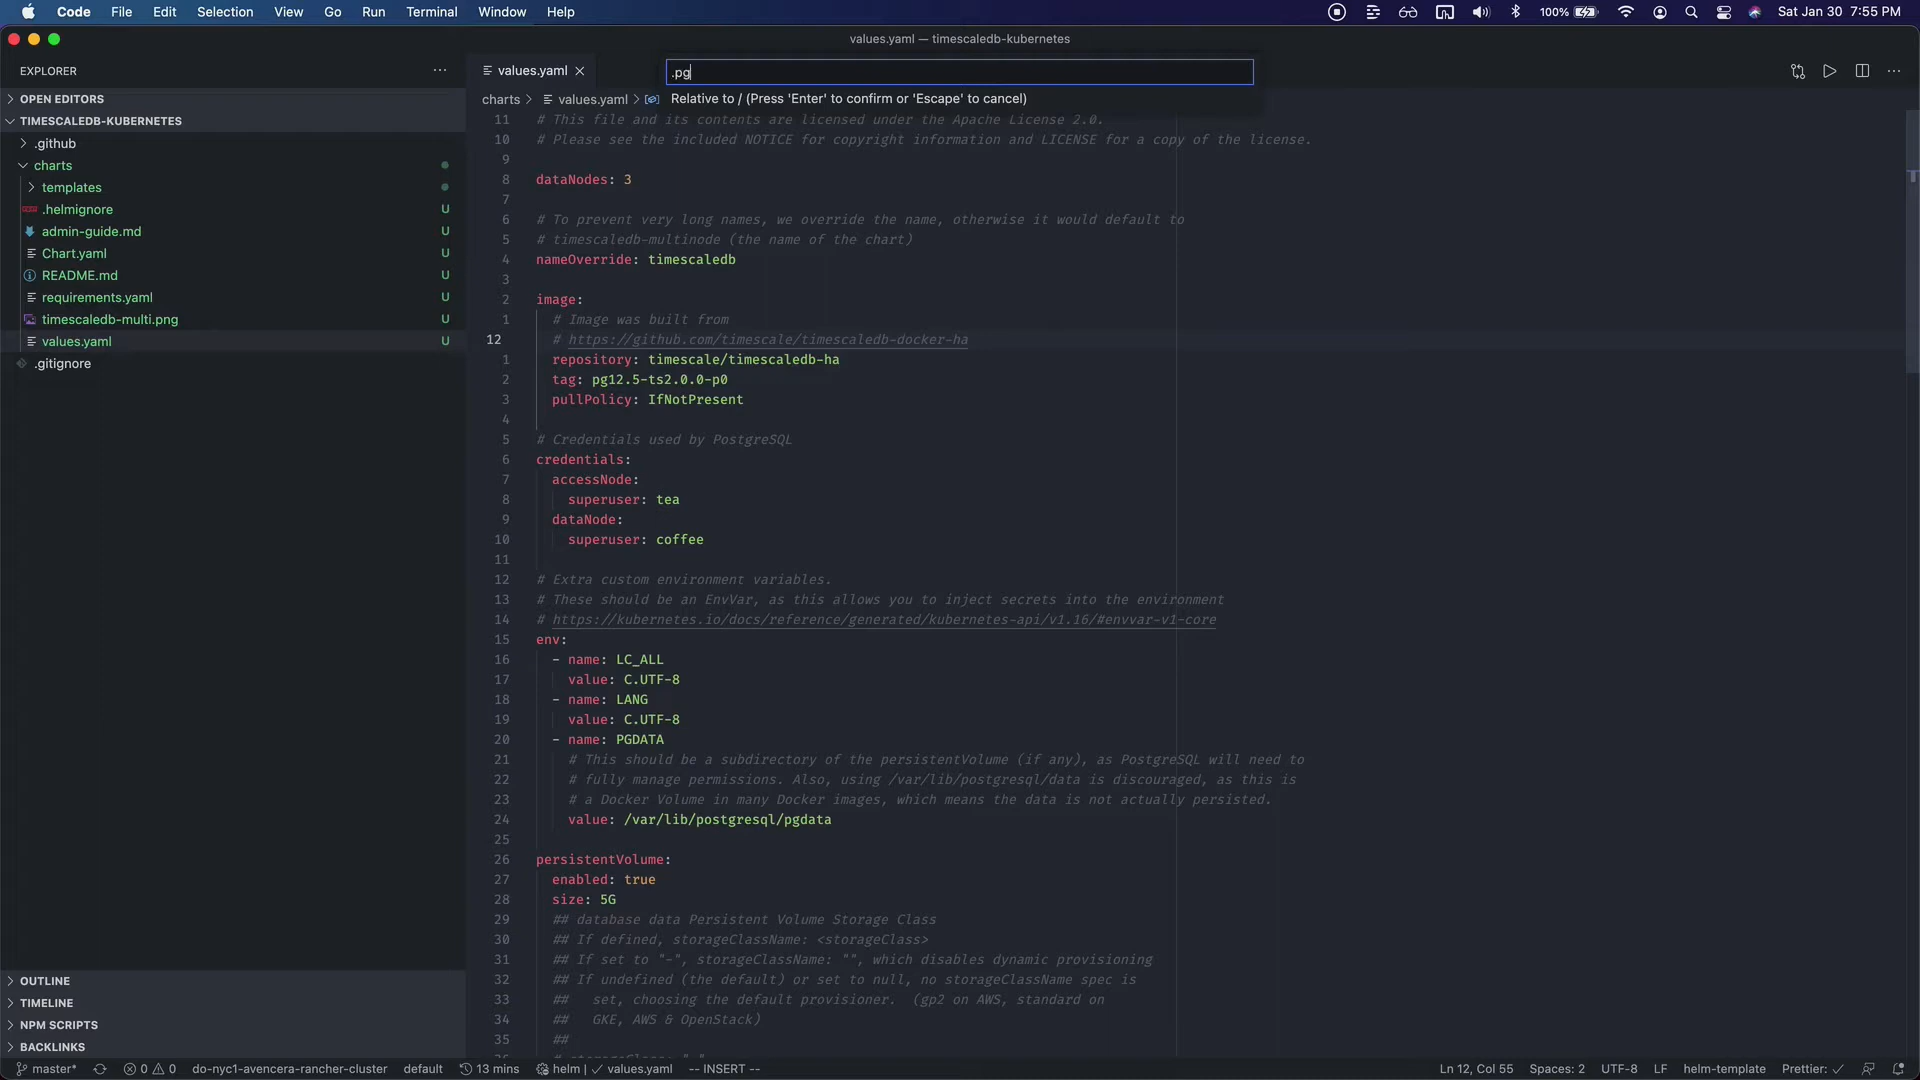 Code File Edit Selection View Go Run Terminal Window Help
100% Sat Jan 30 7:55 PM
values.yaml — timescaledb-kubernetes
EXPLORER
OPEN EDITORS
TIMESCALEDB-KUBERNETES
.github
charts
templates
.helmignore U
admin-guide.md U
Chart.yaml U
README.md U
requirements.yaml U
timescaledb-multi.png U
values.yaml U
.gitignore
OUTLINE
TIMELINE
NPM SCRIPTS
BACKLINKS
values.yaml
.pg
charts > values.yaml >
Relative to / (Press 'Enter' to confirm or 'Escape' to cancel)
11 # This file and its contents are licensed under the Apache License 2.0.
10 # Please see the included NOTICE for copyright information and LICENSE for a copy of the license.
9
8 dataNodes: 3
7
6 # To prevent very long names, we override the name, otherwise it would default to
5 # timescaledb-multinode (the name of the chart)
4 nameOverride: timescaledb
3
2 image:
1 # Image was built from
12 # https://github.com/timescale/timescaledb-docker-ha
1 repository: timescale/timescaledb-ha
2 tag: pg12.5-ts2.0.0-p0
3 pullPolicy: IfNotPresent
4
5 # Credentials used by PostgreSQL
6 credentials:
7 accessNode:
8 superuser: tea
9 dataNode:
10 superuser: coffee
11
12 # Extra custom environment variables.
13 # These should be an EnvVar, as this allows you to inject secrets into the environment
14 # https://kubernetes.io/docs/reference/generated/kubernetes-api/v1.16/#envvar-v1-core
15 env:
16 - name: LC_ALL
17 value: C.UTF-8
18 - name: LANG
19 value: C.UTF-8
20 - name: PGDATA
21 # This should be a subdirectory of the persistentVolume (if any), as PostgreSQL will need to
22 # fully manage permissions. Also, using /var/lib/postgresql/data is discouraged, as this is
23 # a Docker Volume in many Docker images, which means the data is not actually persisted.
24 value: /var/lib/postgresql/pgdata
25
26 persistentVolume:
27 enabled: true
28 size: 5G
29 ## database data Persistent Volume Storage Class
30 ## If defined, storageClassName: <storageClass>
31 ## If set to "-", storageClassName: "", which disables dynamic provisioning
32 ## If undefined (the default) or set to null, no storageClassName spec is
33 ## set, choosing the default provisioner. (gp2 on AWS, standard on
34 ## GKE, AWS & OpenStack)
35 ##
master* 0 0 do-nyc1-avencera-rancher-cluster default 13 mins helm | ✓ values.yaml -- INSERT -- Ln 12, Col 55 Spaces: 2 UTF-8 LF helm-template Prettier: ✓